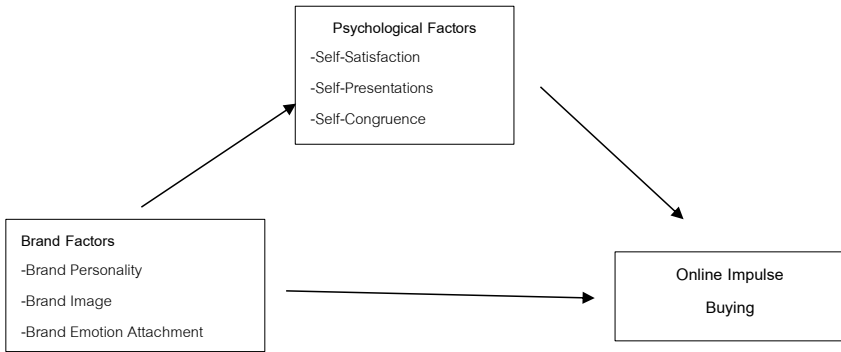 Psychological Factors
-Self-Satisfaction
-Self-Presentations
-Self-Congruence
Brand Factors
-Brand Personality
-Brand Image
-Brand Emotion Attachment
Online Impulse
Buying